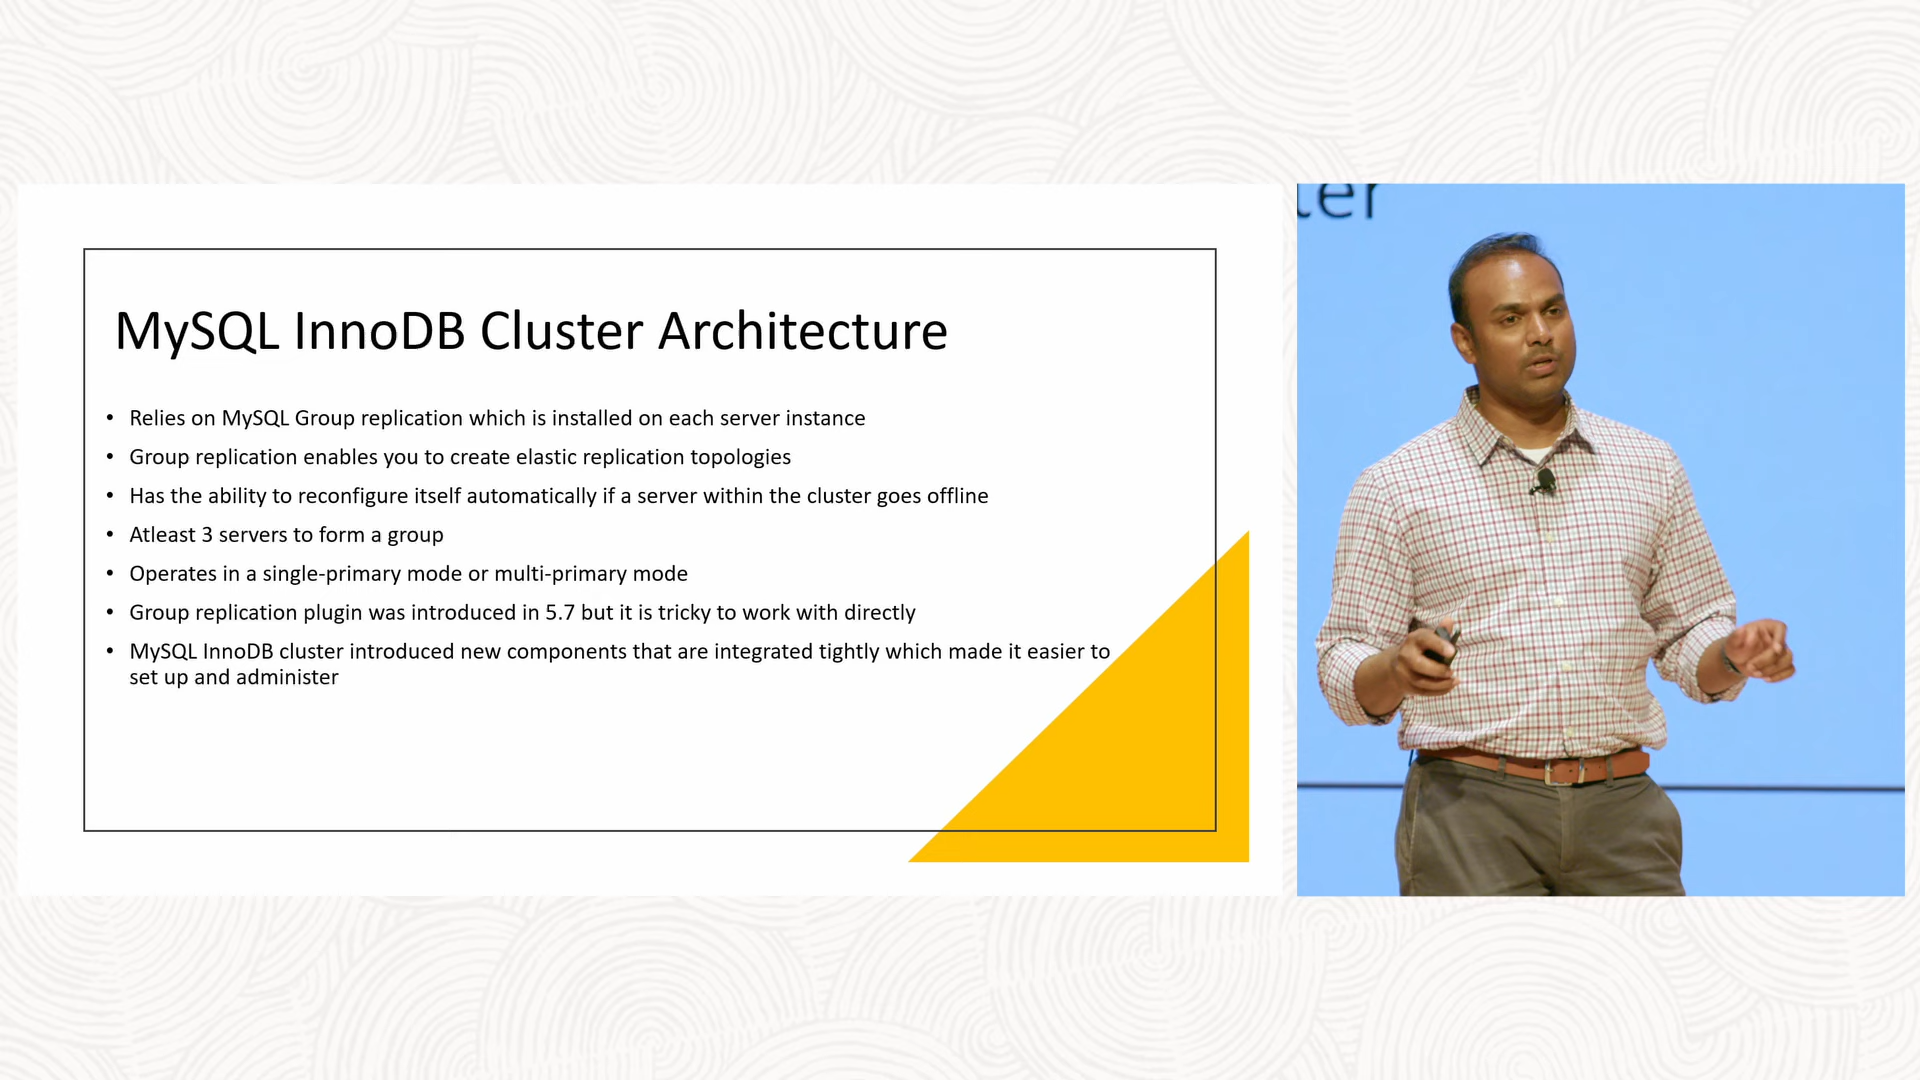 MySQL InnoDB Cluster Architecture
• Relies on MySQL Group replication which is installed on each server instance
• Group replication enables you to create elastic replication topologies
• Has the ability to reconfigure itself automatically if a server within the cluster goes offline
• Atleast 3 servers to form a group
• Operates in a single-primary mode or multi-primary mode
• Group replication plugin was introduced in 5.7 but it is tricky to work with directly
• MySQL InnoDB cluster introduced new components that are integrated tightly which made it easier to
set up and administer